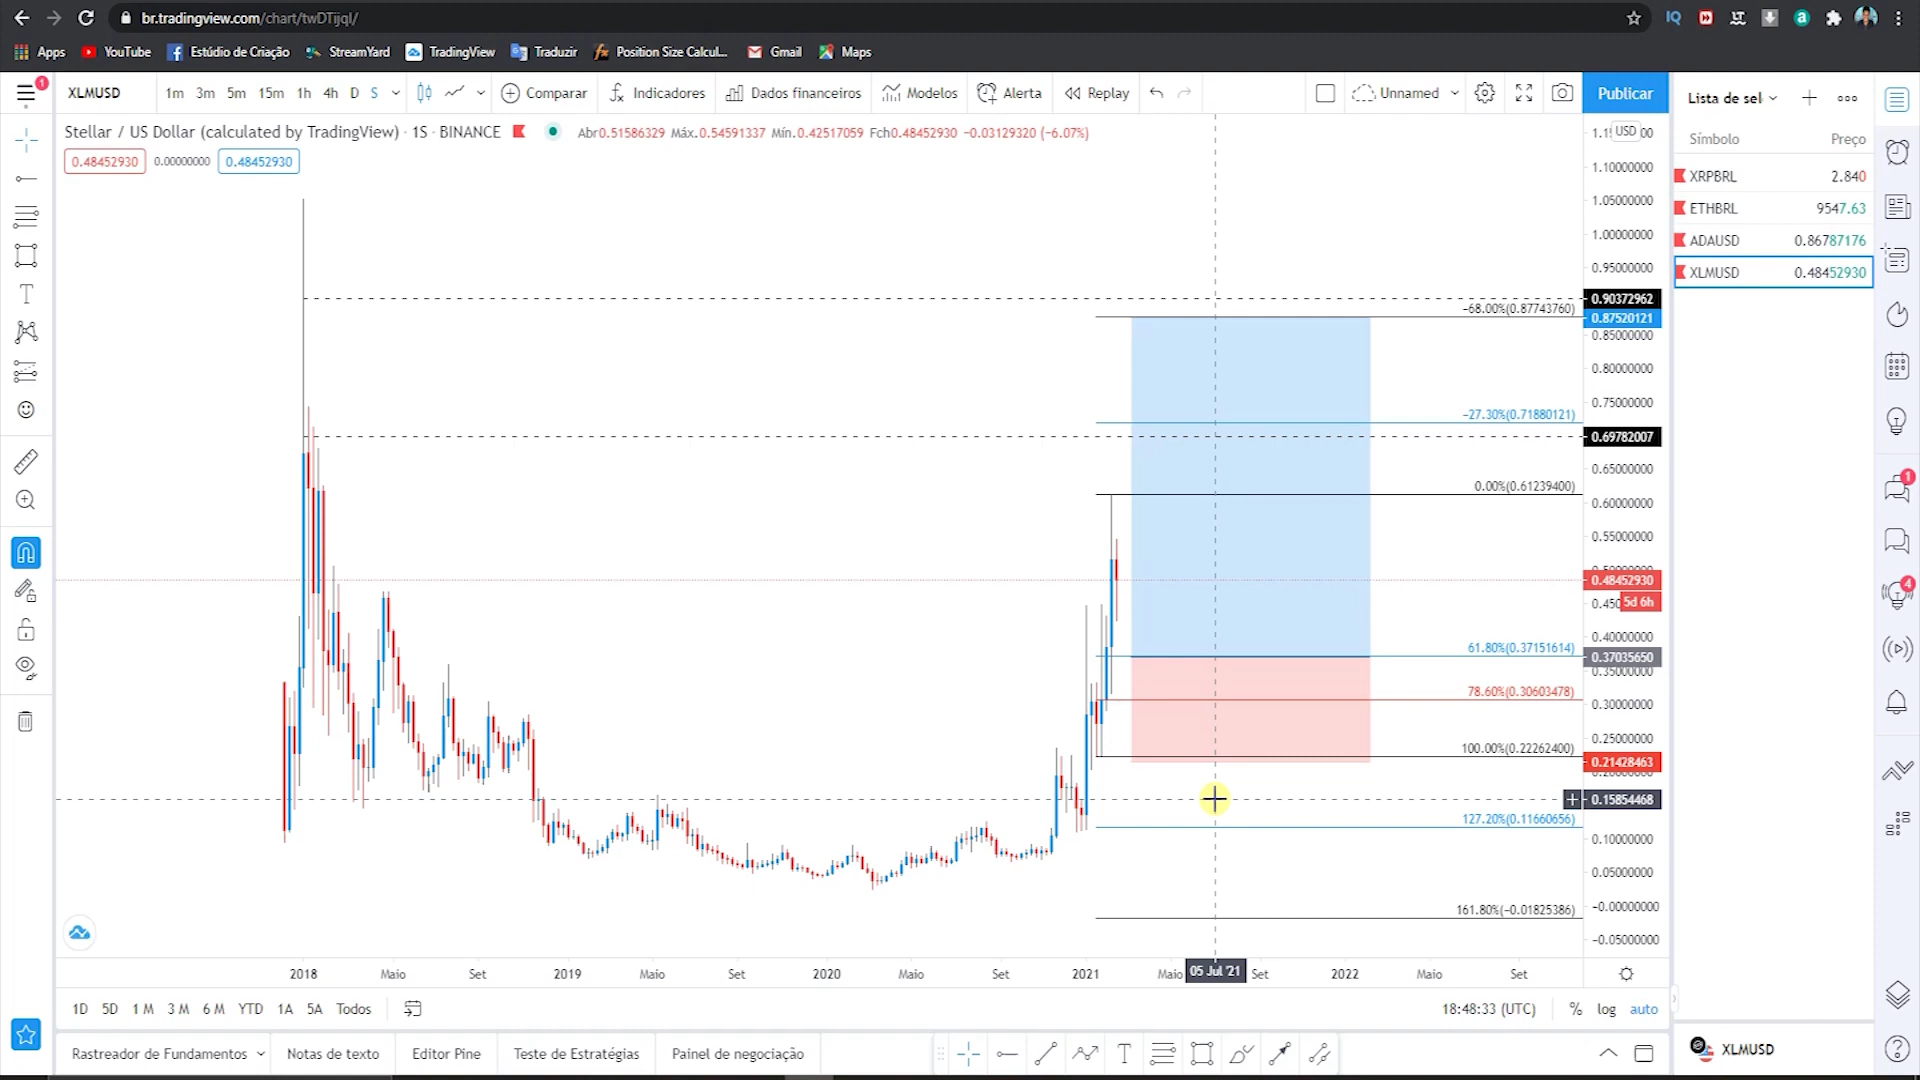 br.tradingview.com/chart/twDTijql/
Apps YouTube Estúdio de Criação StreamYard TradingView Traduzir Position Size Calcul... Gmail Maps
1 XLMUSD 1m 3m 5m 15m 1h 4h D S Comparar Indicadores Dados financeiros Modelos Alerta Replay Unnamed Publicar Lista de sel
Stellar / US Dollar (calculated by TradingView) · 1S · BINANCE Abr0.51586329 Máx.0.54591337 Mín.0.42517059 Fch0.48452930 -0.03129320 (-6.07%)
USD
Símbolo Preço
0.48452930 0.00000000 0.48452930
XRPBRL 2.840
ETHBRL 9547.63
ADAUSD 0.86787176
XLMUSD 0.48452930
1.10000000
1.05000000
1.00000000
0.95000000
0.90372962
-68.00%(0.87743760)
0.87520121
0.85000000
0.80000000
0.75000000
-27.30%(0.71880121)
0.69782007
0.65000000
0.00%(0.61239400)
0.60000000
0.55000000
0.48452930
5d 6h
0.40000000
61.80%(0.37151614)
0.37035650
0.35000000
78.60%(0.30603478)
0.30000000
0.25000000
100.00%(0.22262400)
0.21428463
0.15854468
127.20%(0.11660656)
0.10000000
0.05000000
161.80%(-0.01825386)
-0.00000000
-0.05000000
1
4
2018 Maio Set 2019 Maio Set 2020 Maio Set 2021 Maio 05 Jul '21 Set 2022 Maio Set
1D 5D 1 M 3 M 6 M YTD 1A 5A Todos 18:48:33 (UTC) % log auto
Rastreador de Fundamentos Notas de texto Editor Pine Teste de Estratégias Painel de negociação
XLMUSD